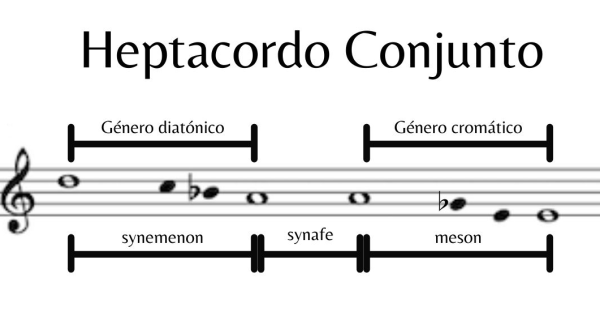 Heptacordo Conjunto
Género diatónico
Género cromático
synemenon
synafe
meson